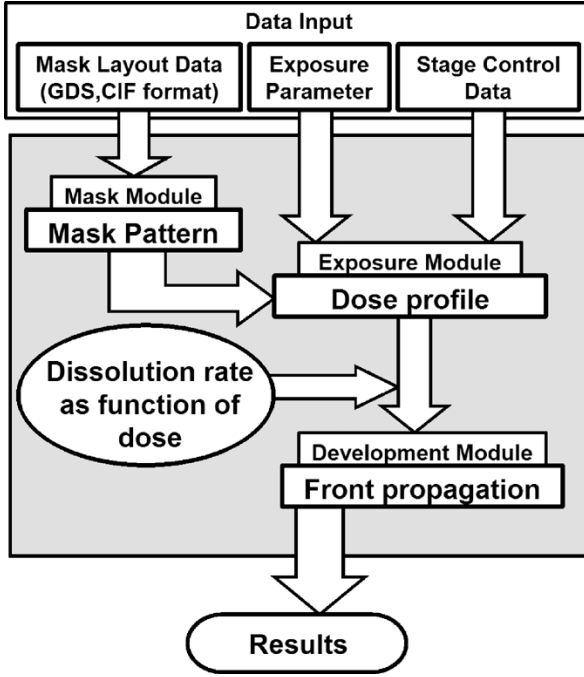 Data Input
Mask Layout Data
(GDS,CIF format)
Exposure
Parameter
Stage Control
Data
Mask Module
Mask Pattern
Exposure Module
Dose profile
Dissolution rate
as function of
dose
Development Module
Front propagation
Results